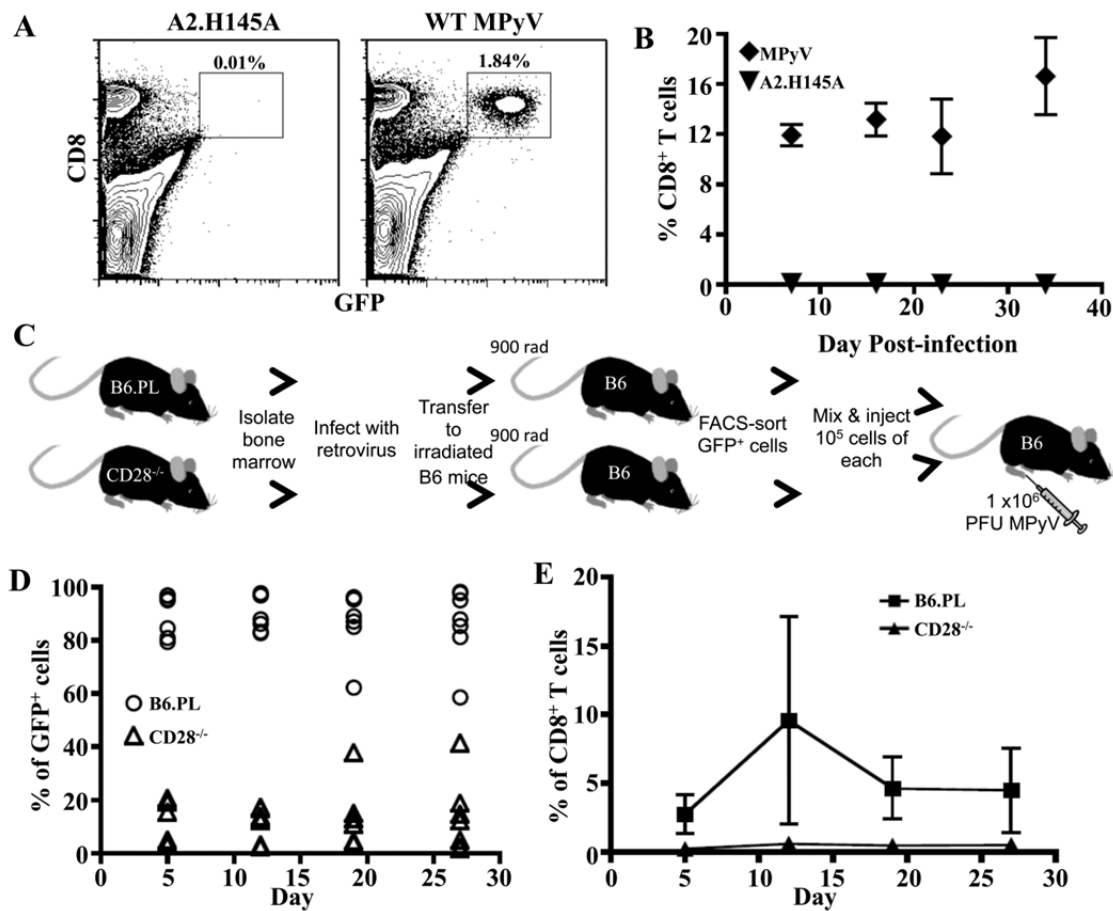 A
A2.H145A
WT MPyV
0.01%
1.84%
CD8
GFP
B
MPyV
A2.H145A
% CD8+ T cells
20
16
12
8
4
0
0 10 20 30 40
Day Post-infection
C
B6.PL
CD28-/-
Isolate
bone
marrow
Infect with
retrovirus
Transfer
to
irradiated
B6 mice
900 rad
B6
900 rad
B6
FACS-sort
GFP+ cells
Mix & inject
10⁵ cells of
each
B6
1 x10⁶
PFU MPyV
D
% of GFP+ cells
100
80
60
40
20
0
B6.PL
CD28-/-
0 5 10 15 20 25 30
Day
E
% of CD8+ T cells
20
15
10
5
0
B6.PL
CD28-/-
0 5 10 15 20 25 30
Day